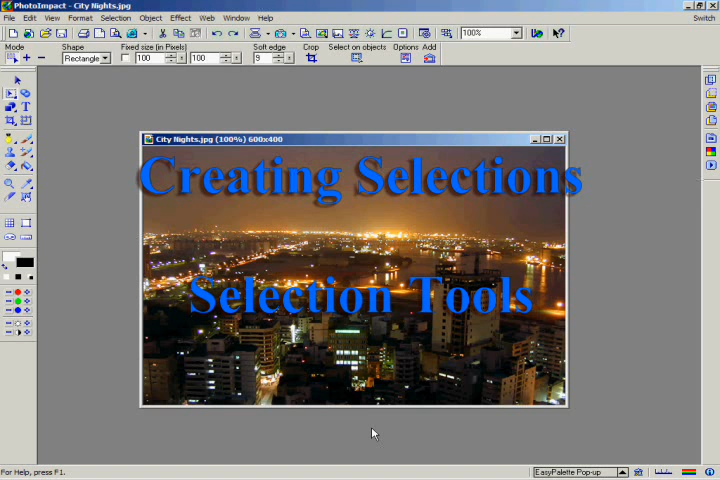 PhotoImpact - City Nights.jpg
File Edit View Format Selection Object Effect Web Window Help Switch
100%
Mode Shape Fixed size (in Pixels) Soft edge Crop Select on objects Options Add
Rectangle 100 100 9
City Nights.jpg (100%) 600x400
Creating Selections
Selection Tools
For Help, press F1.
EasyPalette Pop-up